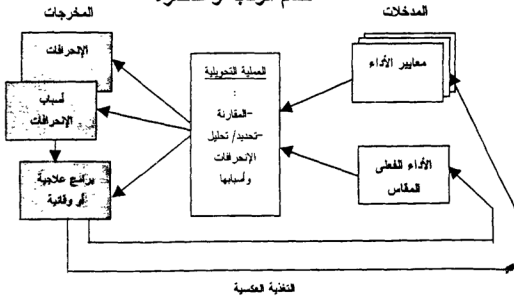 المدخلات
المخرجات
معايير الأداء
العملية التحويلية
:
-المقارنة
-تحديد/ تحليل
الإنحرافات
وأسبابها
الإنحرافات
أسباب
الإنحرافات
الأداء الفعلى
المقاس
برامج علاجية
أو وقائية
التغذية العكسية